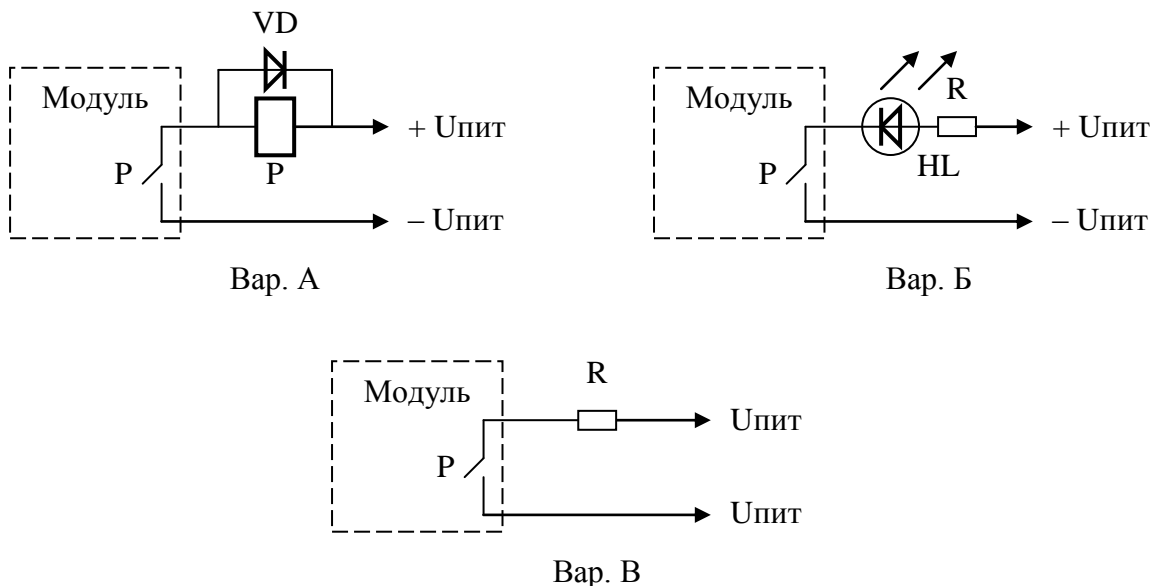 VD
Модуль
+ Uпит
P
P
– Uпит
Вар. А
R
Модуль
+ Uпит
P
HL
– Uпит
Вар. Б
R
Модуль
Uпит
P
Uпит
Вар. В